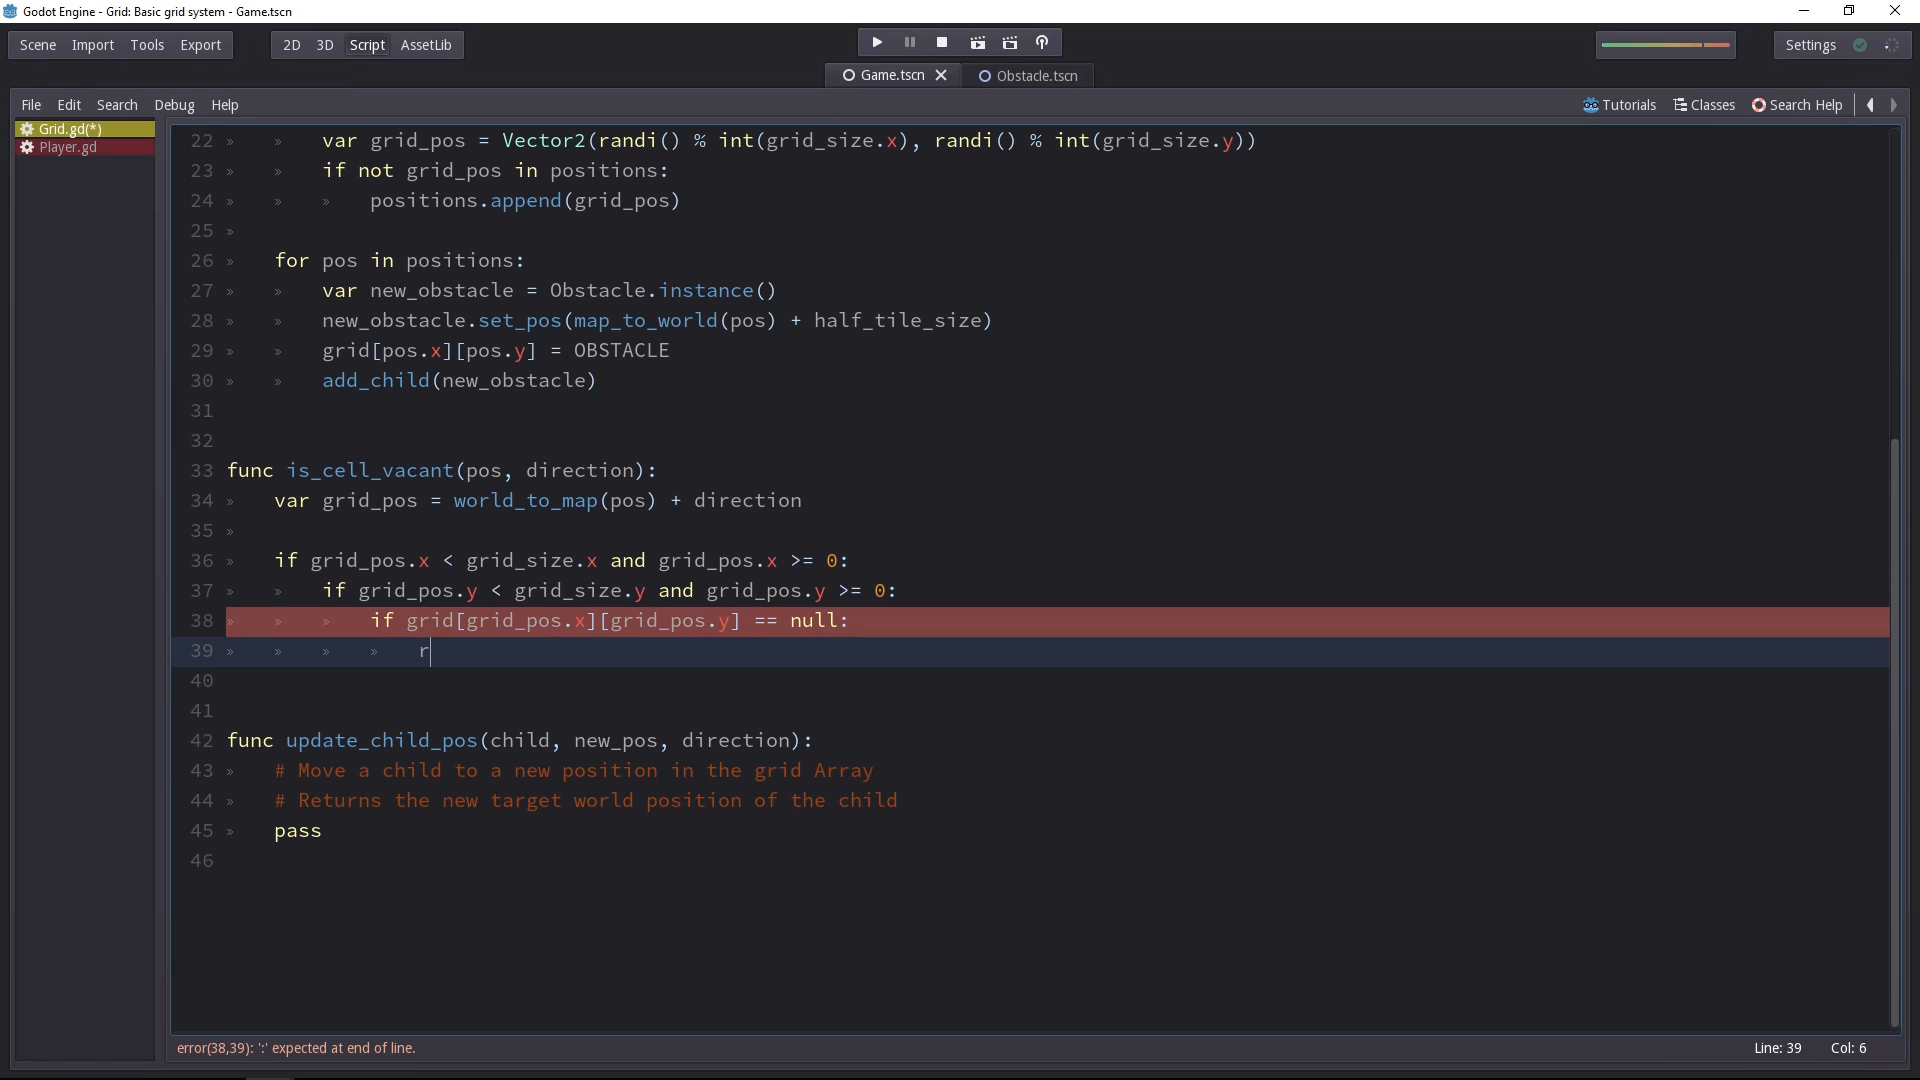 Godot Engine - Grid: Basic grid system - Game.tscn
Scene Import Tools Export 2D 3D Script AssetLib Settings
Game.tscn Obstacle.tscn
File Edit Search Debug Help Tutorials Classes Search Help
Grid.gd(*)
Player.gd
22 » » var grid_pos = Vector2(randi() % int(grid_size.x), randi() % int(grid_size.y))
23 » » if not grid_pos in positions:
24 » » » positions.append(grid_pos)
25 »
26 » for pos in positions:
27 » » var new_obstacle = Obstacle.instance()
28 » » new_obstacle.set_pos(map_to_world(pos) + half_tile_size)
29 » » grid[pos.x][pos.y] = OBSTACLE
30 » » add_child(new_obstacle)
31
32
33 func is_cell_vacant(pos, direction):
34 » var grid_pos = world_to_map(pos) + direction
35 »
36 » if grid_pos.x < grid_size.x and grid_pos.x >= 0:
37 » » if grid_pos.y < grid_size.y and grid_pos.y >= 0:
38 » » » if grid[grid_pos.x][grid_pos.y] == null:
39 » » » » r
40
41
42 func update_child_pos(child, new_pos, direction):
43 » # Move a child to a new position in the grid Array
44 » # Returns the new target world position of the child
45 » pass
46
error(38,39): ':' expected at end of line. Line: 39 Col: 6